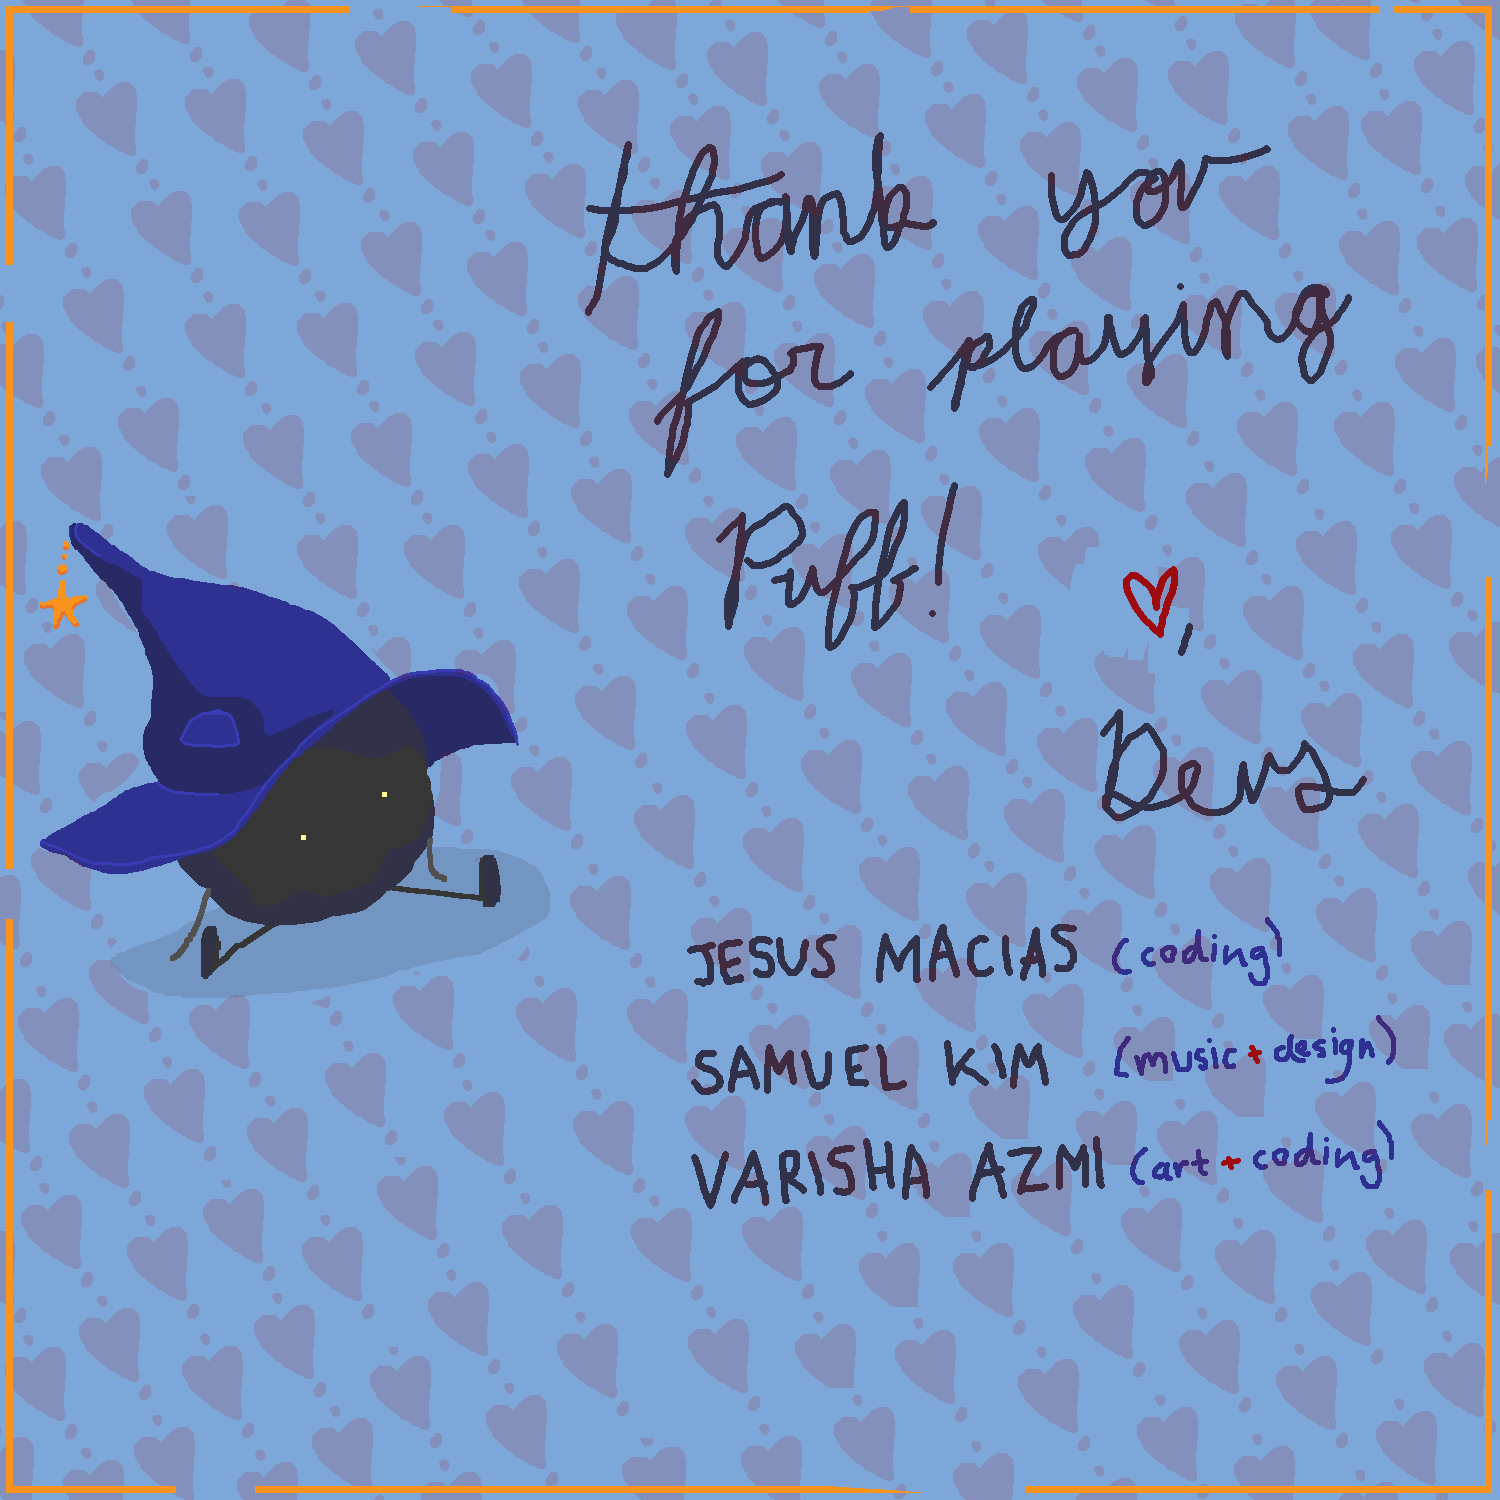 thank you
for playing
Puff!
♥,
Devs
JESUS MACIAS (coding)
SAMUEL KIM (music + design)
VARISHA AZMI (art + coding)